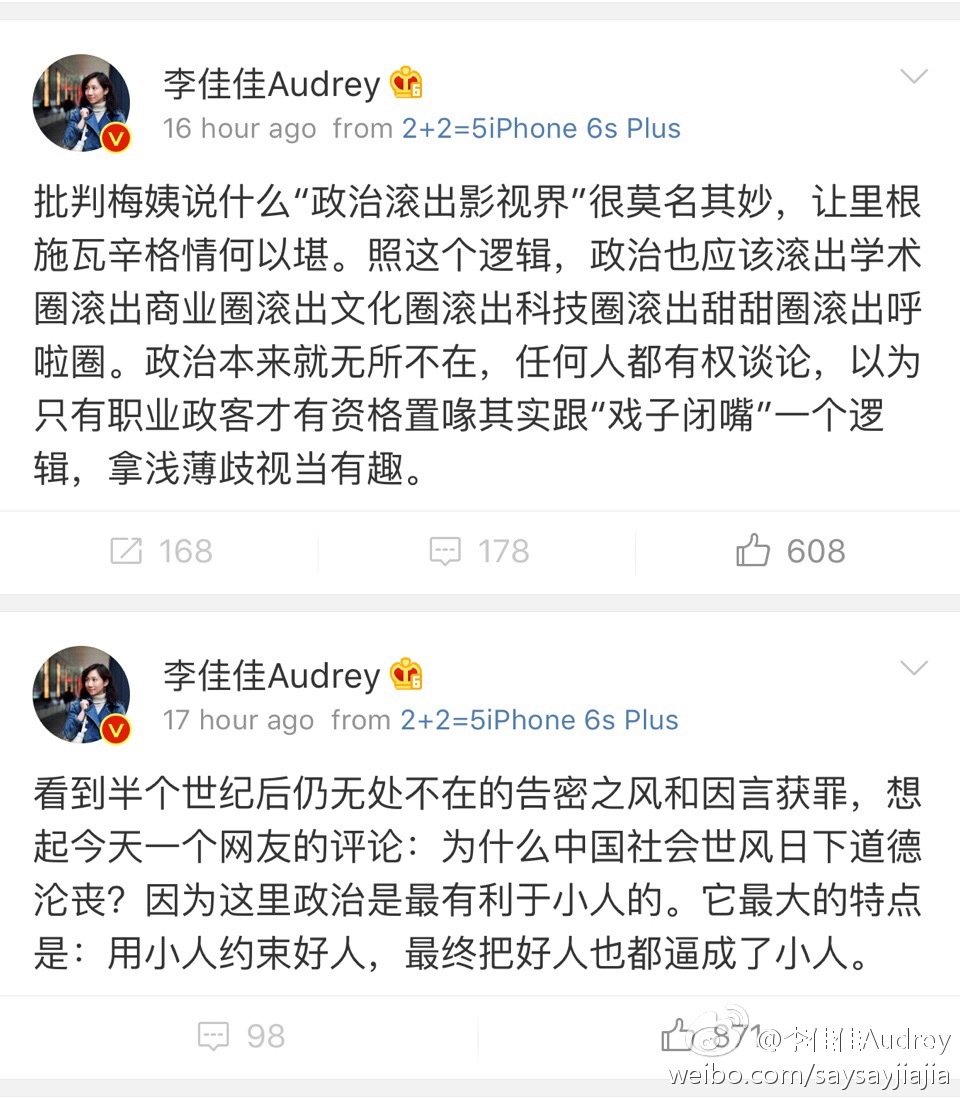 李佳佳Audrey
16 hour ago from 2+2=5iPhone 6s Plus
批判梅姨说什么“政治滚出影视界”很莫名其妙，让里根
施瓦辛格情何以堪。照这个逻辑，政治也应该滚出学术
圈滚出商业圈滚出文化圈滚出科技圈滚出甜甜圈滚出呼
啦圈。政治本来就无所不在，任何人都有权谈论，以为
只有职业政客才有资格置喙其实跟“戏子闭嘴”一个逻
辑，拿浅薄歧视当有趣。
168 178 608
李佳佳Audrey
17 hour ago from 2+2=5iPhone 6s Plus
看到半个世纪后仍无处不在的告密之风和因言获罪，想
起今天一个网友的评论：为什么中国社会世风日下道德
沦丧？因为这里政治是最有利于小人的。它最大的特点
是：用小人约束好人，最终把好人也都逼成了小人。
98 871
@李佳佳Audrey
weibo.com/saysayjiajia